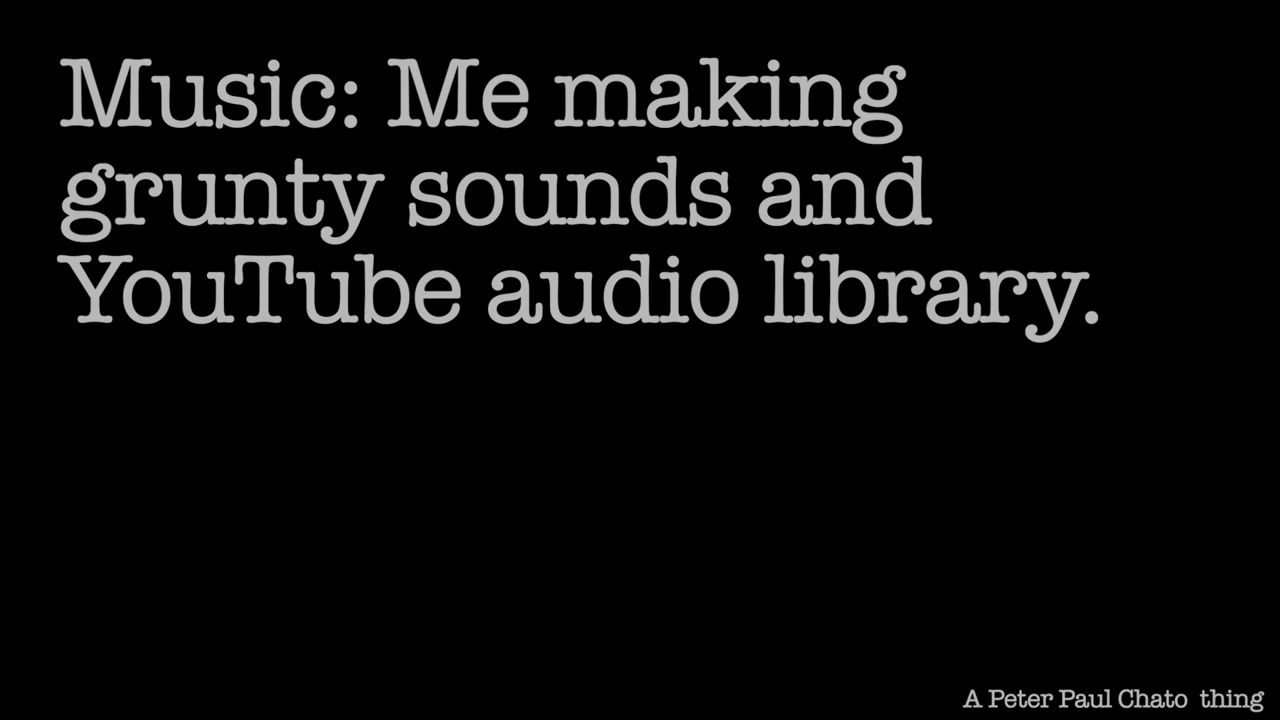 Music: Me making
grunty sounds and
YouTube audio library.
A Peter Paul Chato thing